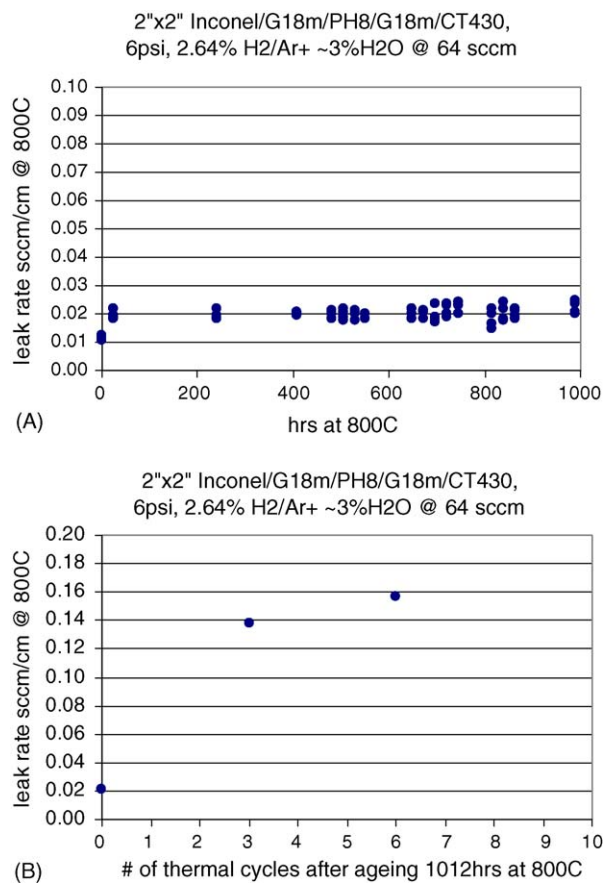 2"x2" Inconel/G18m/PH8/G18m/CT430,
6psi, 2.64% H2/Ar+ ~3%H2O @ 64 sccm
leak rate sccm/cm @ 800C
0.10
0.09
0.08
0.07
0.06
0.05
0.04
0.03
0.02
0.01
0.00
0 200 400 600 800 1000
(A) hrs at 800C
2"x2" Inconel/G18m/PH8/G18m/CT430,
6psi, 2.64% H2/Ar+ ~3%H2O @ 64 sccm
leak rate sccm/cm @ 800C
0.20
0.18
0.16
0.14
0.12
0.10
0.08
0.06
0.04
0.02
0.00
0 1 2 3 4 5 6 7 8 9 10
(B) # of thermal cycles after ageing 1012hrs at 800C